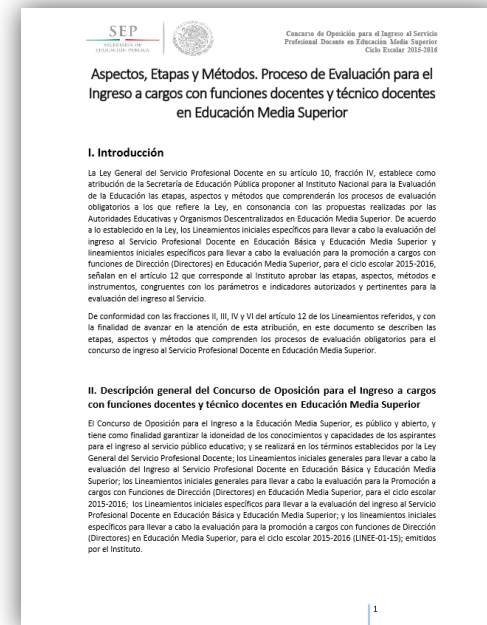 SEP
SECRETARÍA DE
EDUCACIÓN PÚBLICA
Concurso de Oposición para el Ingreso al Servicio
Profesional Docente en Educación Media Superior
Ciclo Escolar 2015-2016
Aspectos, Etapas y Métodos. Proceso de Evaluación para el
Ingreso a cargos con funciones docentes y técnico docentes
en Educación Media Superior
I. Introducción
La Ley General del Servicio Profesional Docente en su artículo 10, fracción IV, establece como
atribución de la Secretaría de Educación Pública proponer al Instituto Nacional para la Evaluación
de la Educación las etapas, aspectos y métodos que comprenderán los procesos de evaluación
obligatorios a los que refiere la Ley, en consonancia con las propuestas realizadas por las
Autoridades Educativas y Organismos Descentralizados en Educación Media Superior. De acuerdo
a lo establecido en la Ley, los Lineamientos iniciales específicos para llevar a cabo la evaluación del
ingreso al Servicio Profesional Docente en Educación Básica y Educación Media Superior y
lineamientos iniciales específicos para llevar a cabo la evaluación para la promoción a cargos con
funciones de Dirección (Directores) en Educación Media Superior, para el ciclo escolar 2015-2016,
señalan en el artículo 12 que corresponde al Instituto aprobar las etapas, aspectos, métodos e
instrumentos, congruentes con los parámetros e indicadores autorizados y pertinentes para la
evaluación del ingreso al Servicio.
De conformidad con las fracciones II, III, IV y VI del artículo 12 de los Lineamientos referidos, y con
la finalidad de avanzar en la atención de esta atribución, en este documento se describen las
etapas, aspectos y métodos que comprenden los procesos de evaluación obligatorios para el
concurso de ingreso al Servicio Profesional Docente en Educación Media Superior.
II. Descripción general del Concurso de Oposición para el Ingreso a cargos
con funciones docentes y técnico docentes en Educación Media Superior
El Concurso de Oposición para el Ingreso a la Educación Media Superior, es público y abierto, y
tiene como finalidad garantizar la idoneidad de los conocimientos y capacidades de los aspirantes
para el ingreso al servicio público educativo; y se realizará en los términos establecidos por la Ley
General del Servicio Profesional Docente; los Lineamientos iniciales generales para llevar a cabo la
evaluación del Ingreso al Servicio Profesional Docente en Educación Básica y Educación Media
Superior; los Lineamientos iniciales generales para llevar a cabo la evaluación para la Promoción a
cargos con Funciones de Dirección (Directores) en Educación Media Superior, para el ciclo escolar
2015-2016; los Lineamientos iniciales específicos para llevar a la evaluación del ingreso al Servicio
Profesional Docente en Educación Básica y Educación Media Superior; y los lineamientos iniciales
específicos para llevar a cabo la evaluación para la promoción a cargos con funciones de Dirección
(Directores) en Educación Media Superior, para el ciclo escolar 2015-2016 (LINEE-01-15); emitidos
por el Instituto.
1